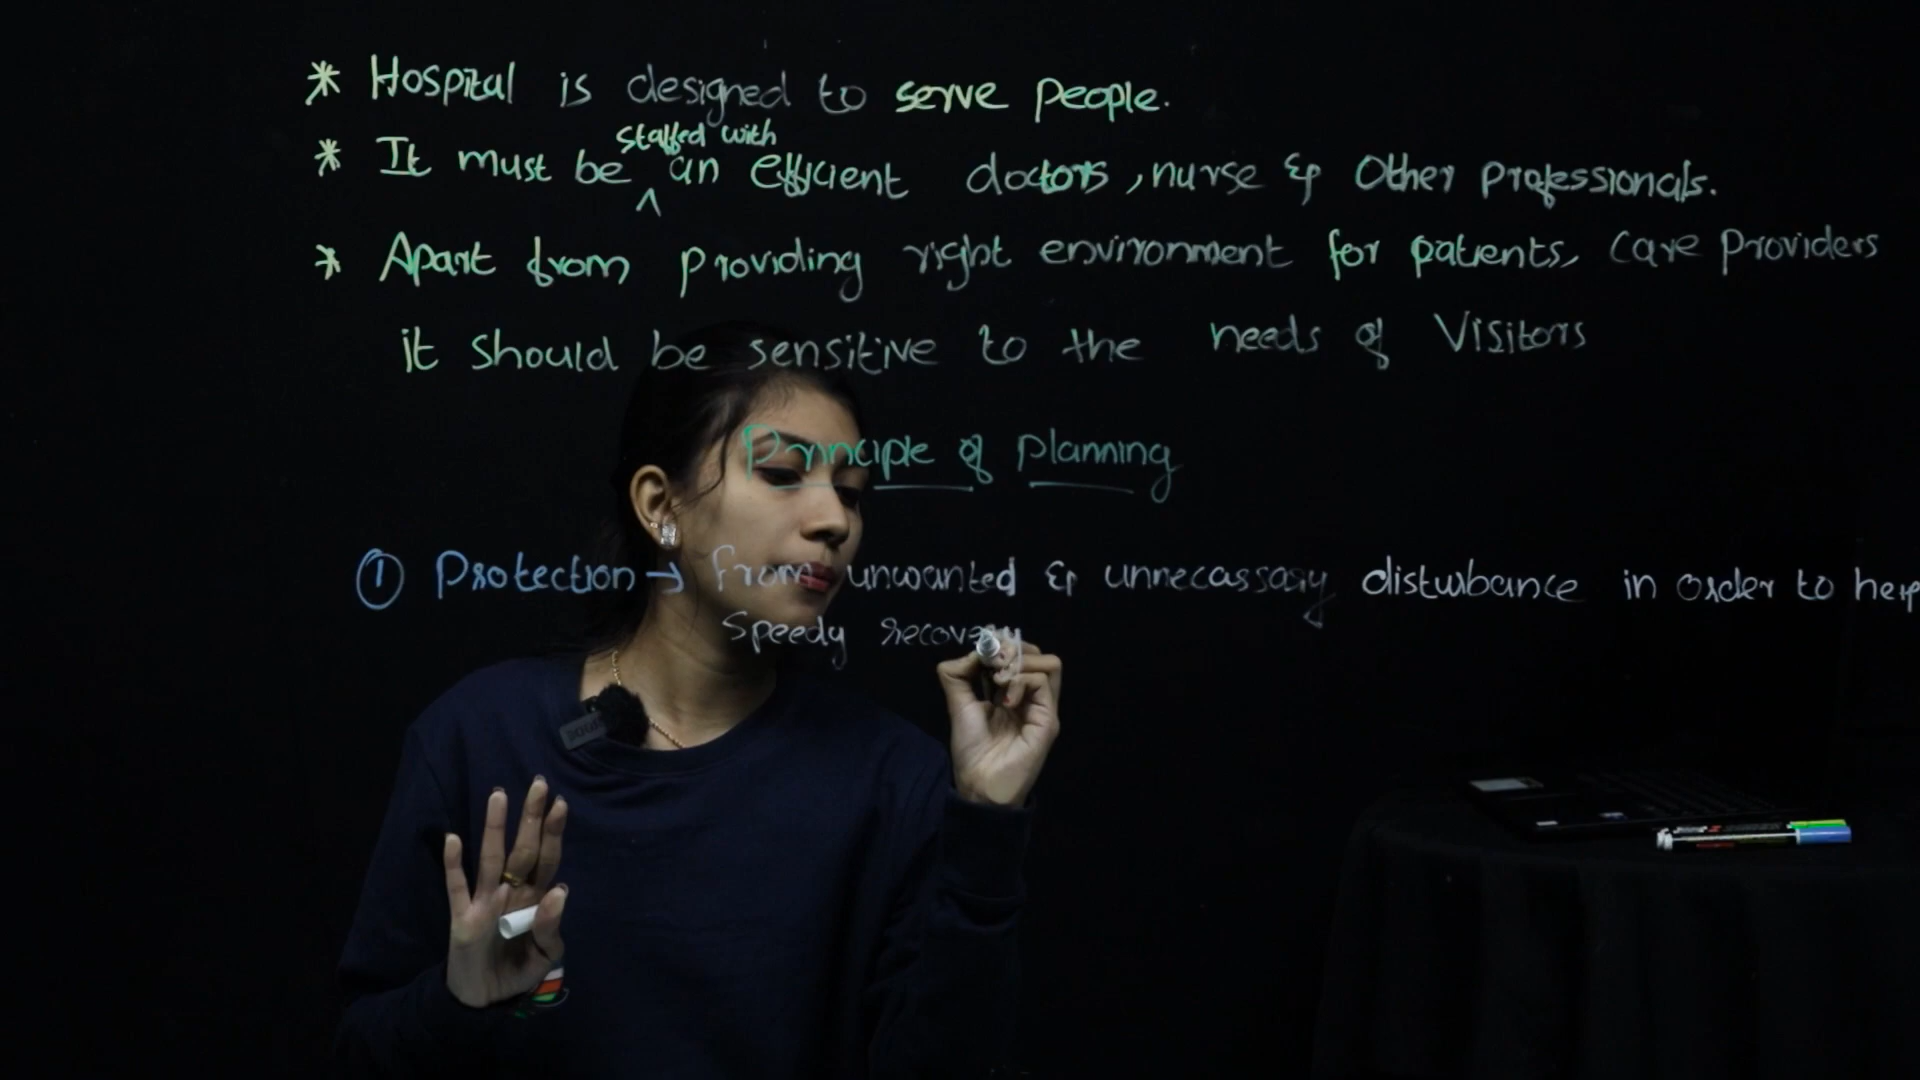 * Hospital is designed to serve people.
* It must be ^ staffed with an efficient doctors, nurse & Other professionals.
* Apart from providing right environment for patients, care providers
it should be sensitive to the needs of Visitors
Principle of planning
① Protection → from unwanted & unnecassary disturbance in order to help
Speedy recovery